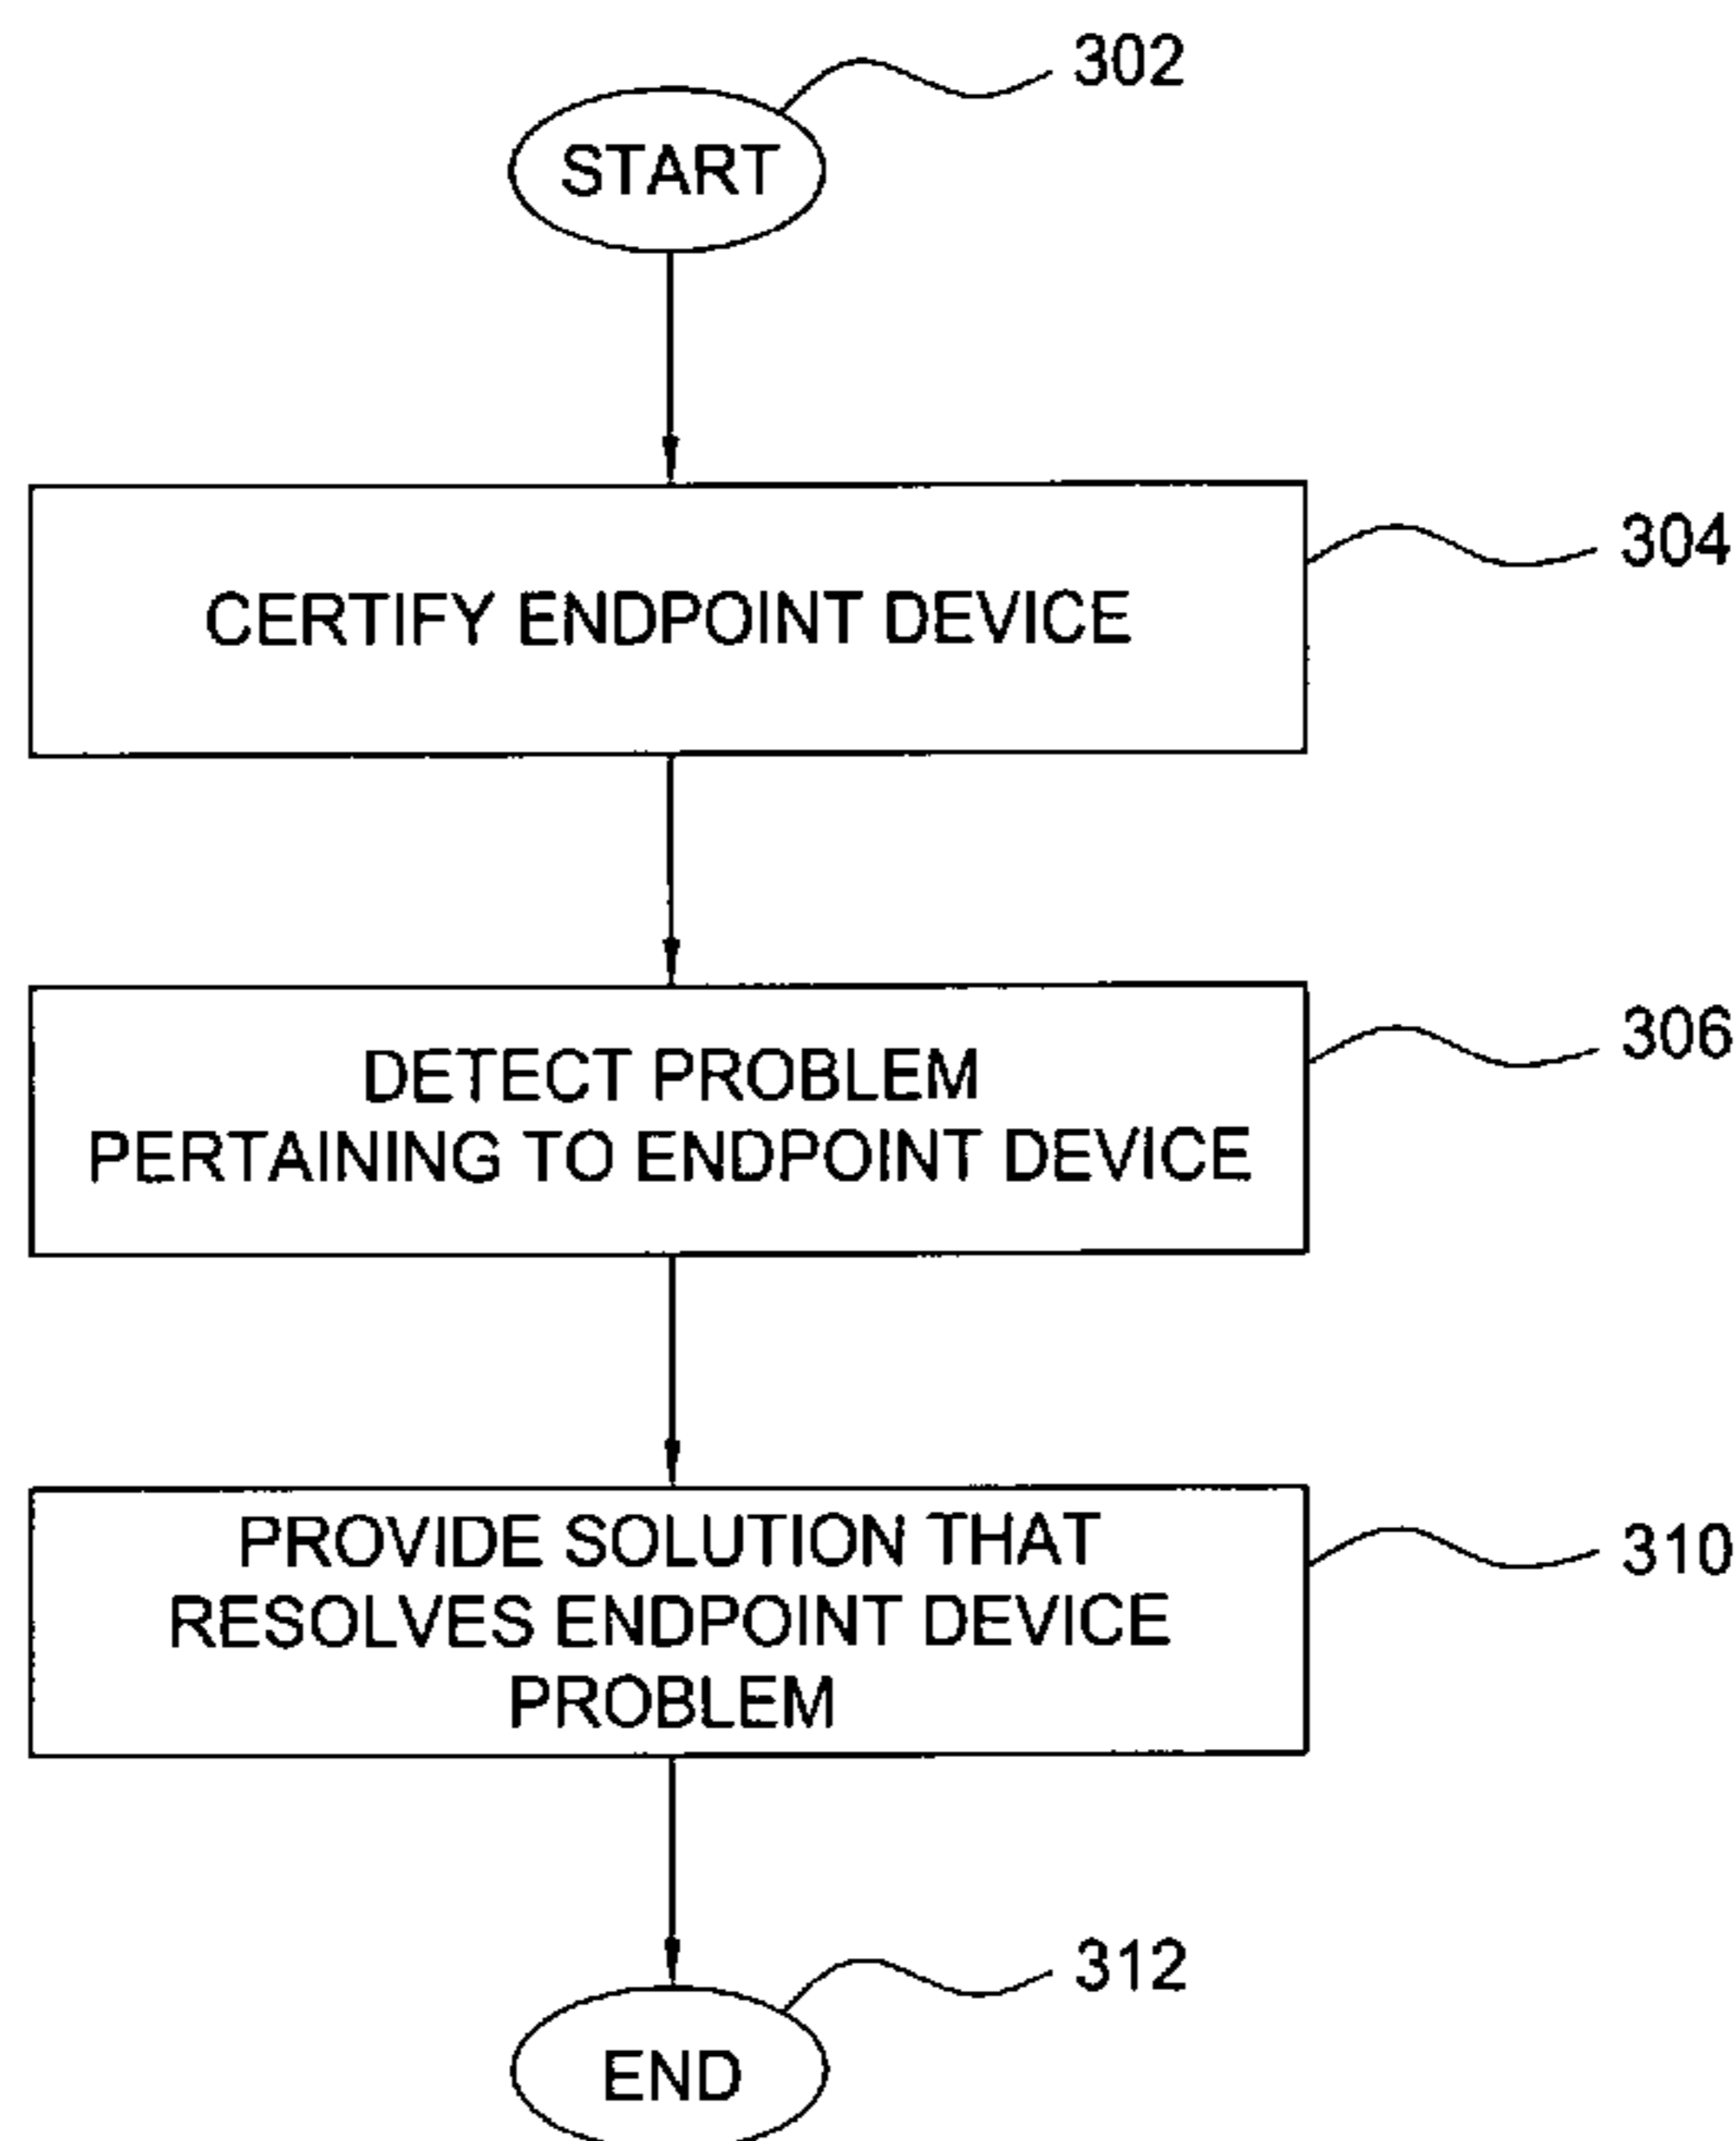 302
START
304
CERTIFY ENDPOINT DEVICE
306
DETECT PROBLEM
PERTAINING TO ENDPOINT DEVICE
310
PROVIDE SOLUTION THAT
RESOLVES ENDPOINT DEVICE
PROBLEM
312
END